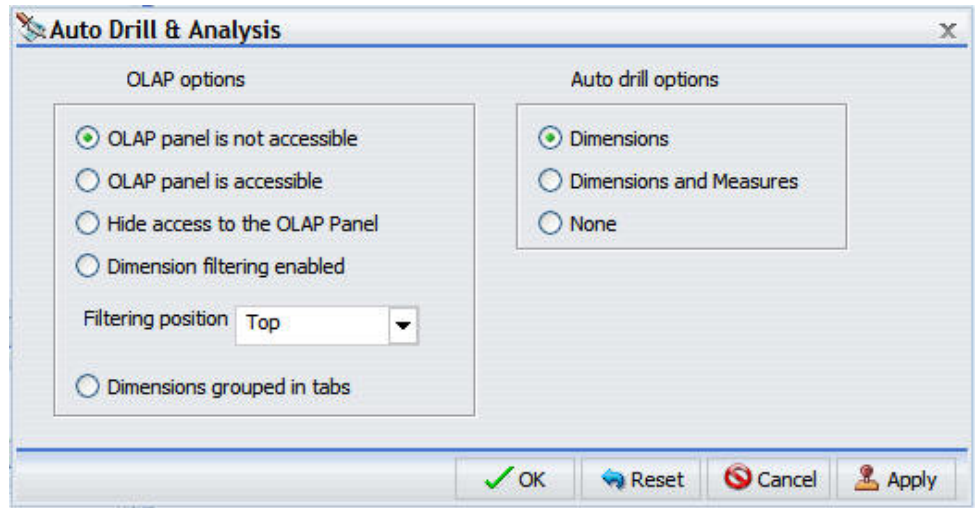 Auto Drill & Analysis
x
OLAP options
OLAP panel is not accessible
OLAP panel is accessible
Hide access to the OLAP Panel
Dimension filtering enabled
Filtering position Top
Dimensions grouped in tabs
Auto drill options
Dimensions
Dimensions and Measures
None
OK Reset Cancel Apply